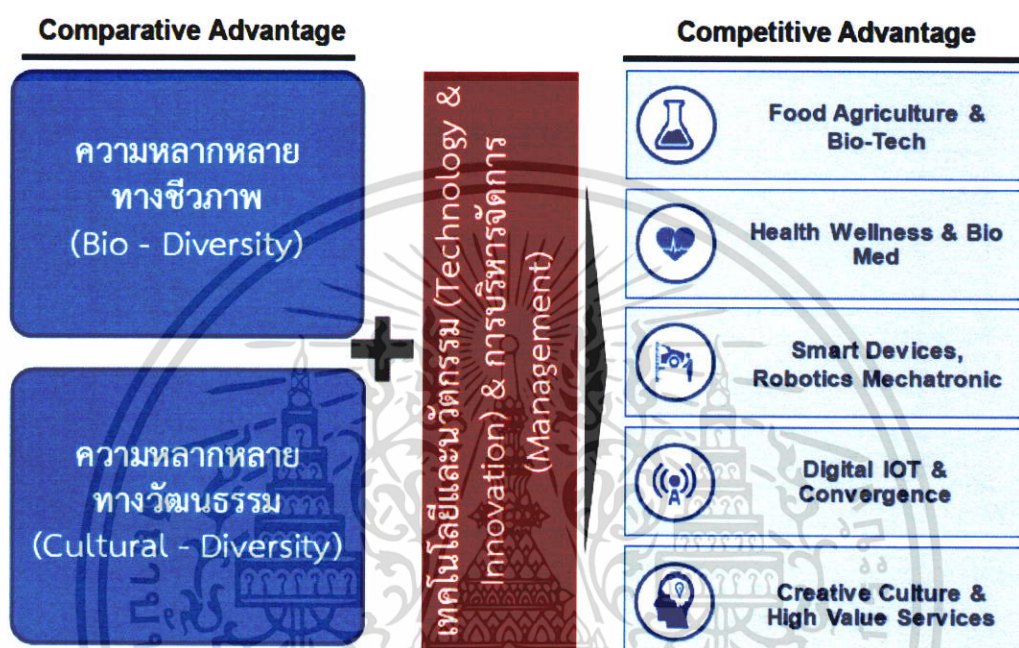 Comparative Advantage
ความหลากหลาย
ทางชีวภาพ
(Bio - Diversity)
ความหลากหลาย
ทางวัฒนธรรม
(Cultural - Diversity)
เทคโนโลยีและนวัตกรรม (Technology &
Innovation) & การบริหารจัดการ
(Management)
Competitive Advantage
Food Agriculture &
Bio-Tech
Health Wellness & Bio
Med
Smart Devices,
Robotics Mechatronic
Digital IOT &
Convergence
Creative Culture &
High Value Services